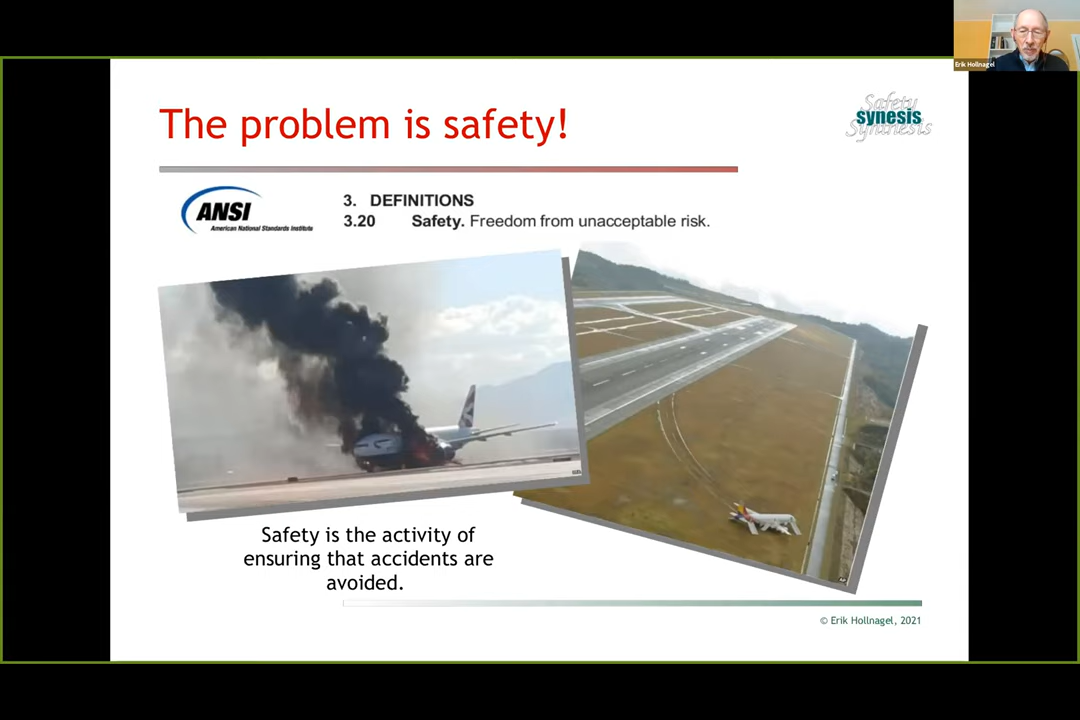 Erik Hollnagel
The problem is safety!
Safety
synesis
Synthesis
ANSI
American National Standards Institute
3. DEFINITIONS
3.20 Safety. Freedom from unacceptable risk.
Safety is the activity of
ensuring that accidents are
avoided.
© Erik Hollnagel, 2021